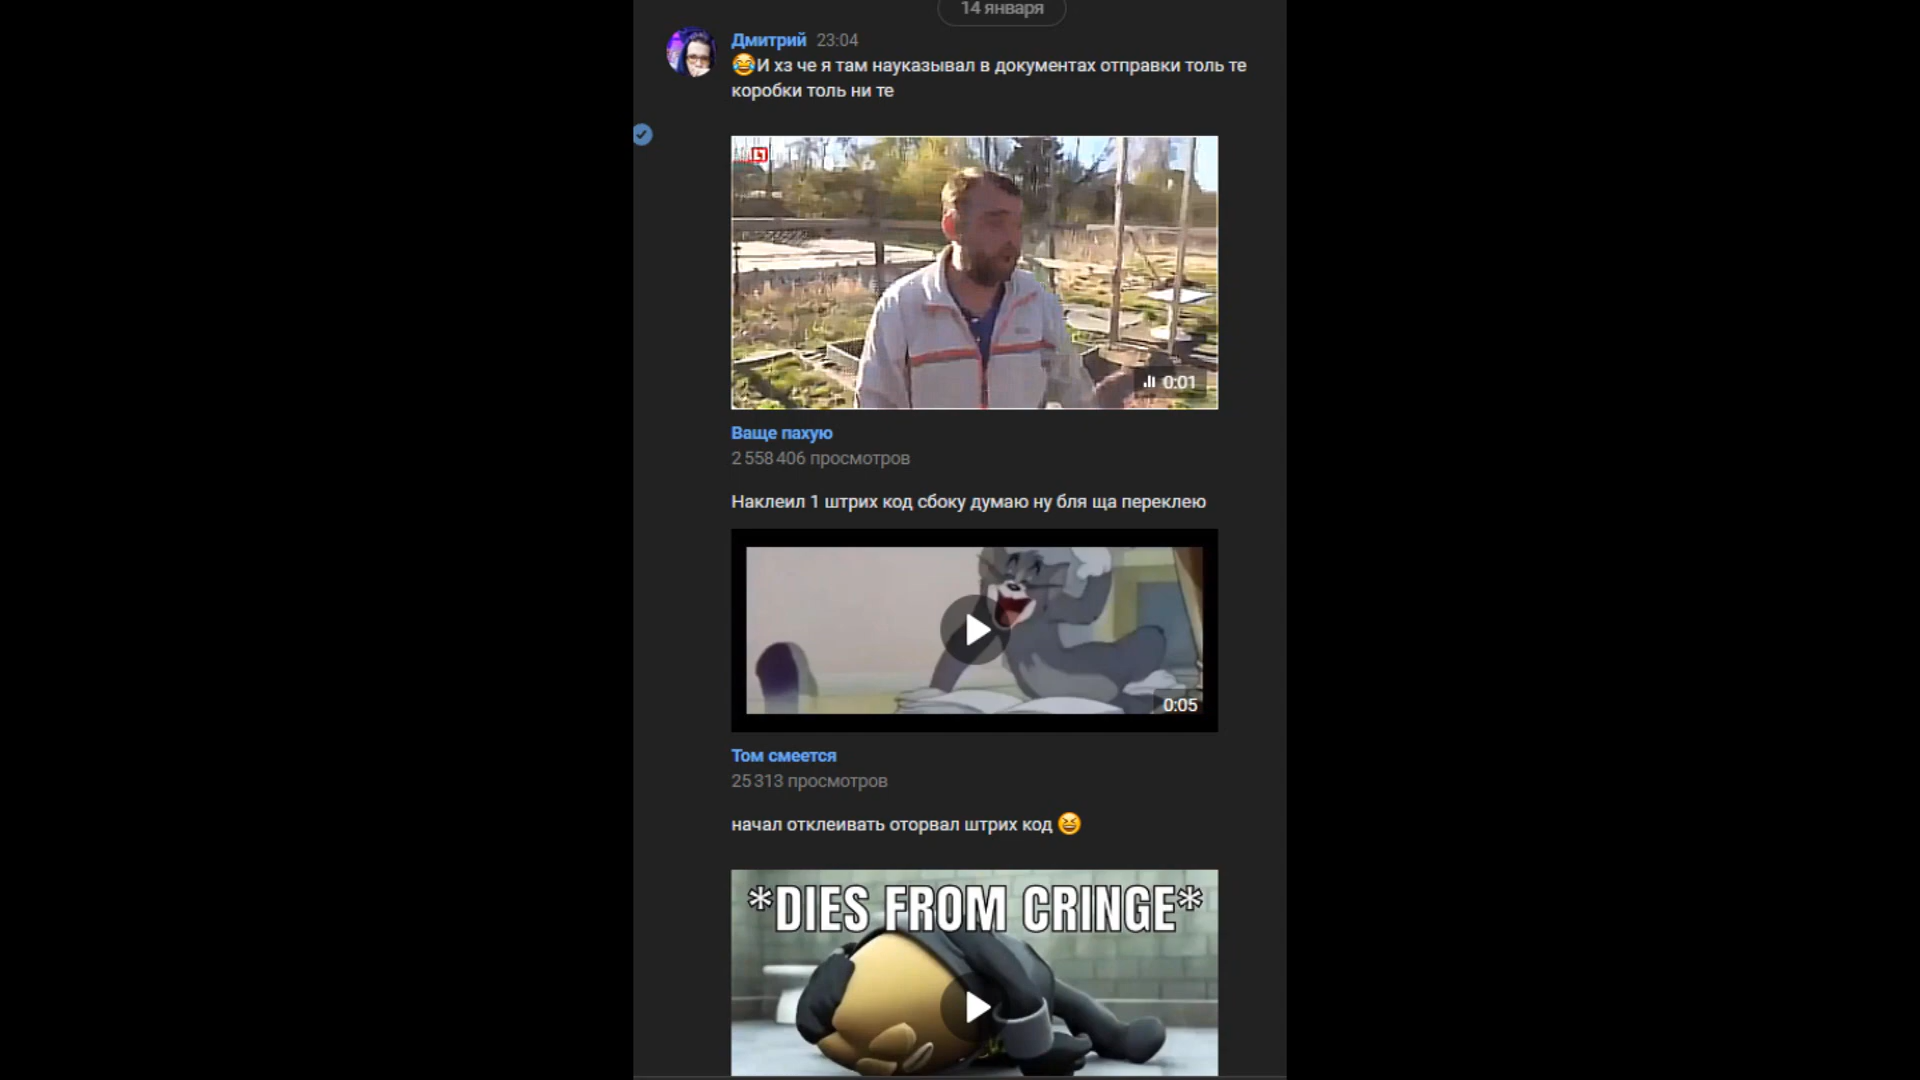 14 января
Дмитрий 23:04
😂И хз че я там науказывал в документах отправки толь те
коробки толь ни те
0:01
Ваще пахую
2 558 406 просмотров
Наклеил 1 штрих код сбоку думаю ну бля ща переклею
0:05
Том смеется
25 313 просмотров
начал отклеивать оторвал штрих код 😆
*DIES FROM CRINGE*